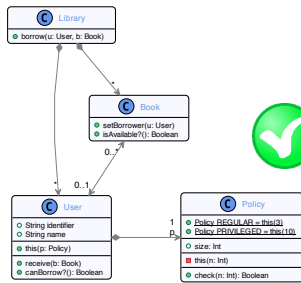 C Library
borrow(u: User, b: Book)
*
C Book
setBorrower(u: User)
isAvailable?(): Boolean
0..*
0..1
*
C User
String identifier
String name
this(p: Policy)
receive(b: Book)
canBorrow?(): Boolean
1
p
C Policy
Policy REGULAR = this(3)
Policy PRIVILEGED = this(10)
size: Int
this(n: Int)
check(n: Int): Boolean